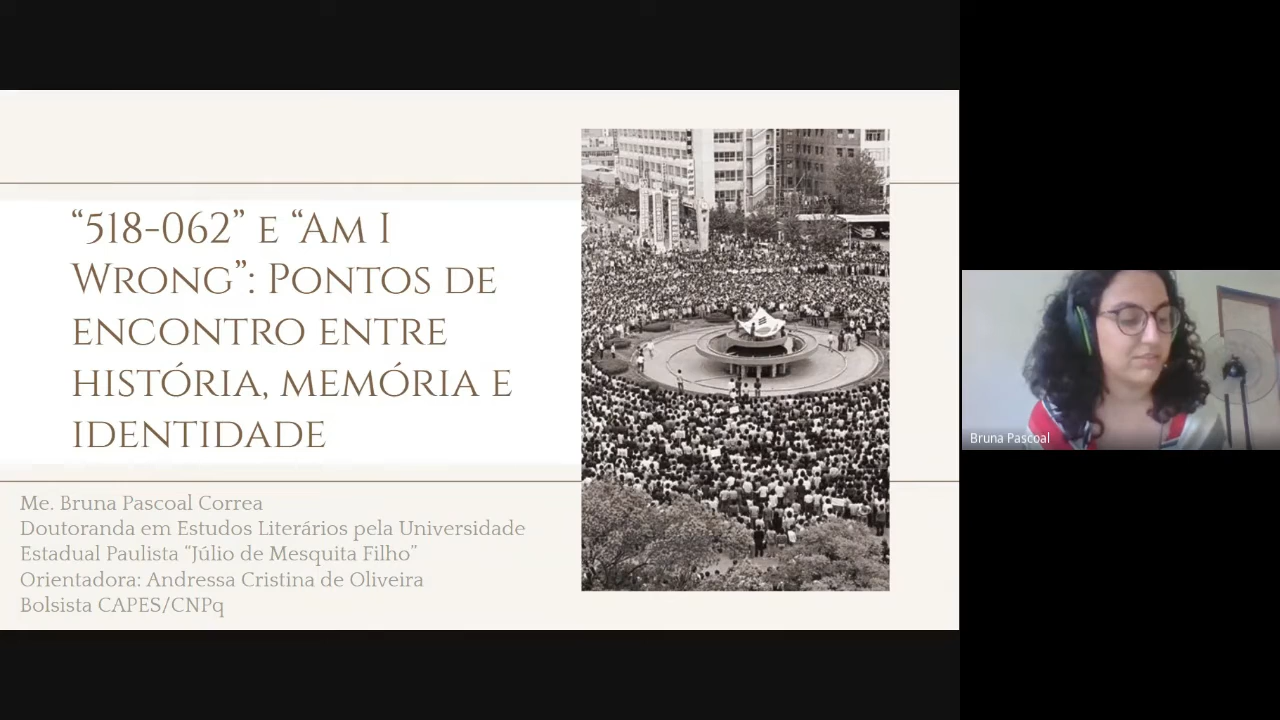 “518-062” e “Am I
Wrong”: Pontos de
encontro entre
história, memória e
identidade
Me. Bruna Pascoal Correa
Doutoranda em Estudos Literários pela Universidade
Estadual Paulista “Júlio de Mesquita Filho”
Orientadora: Andressa Cristina de Oliveira
Bolsista CAPES/CNPq
Bruna Pascoal